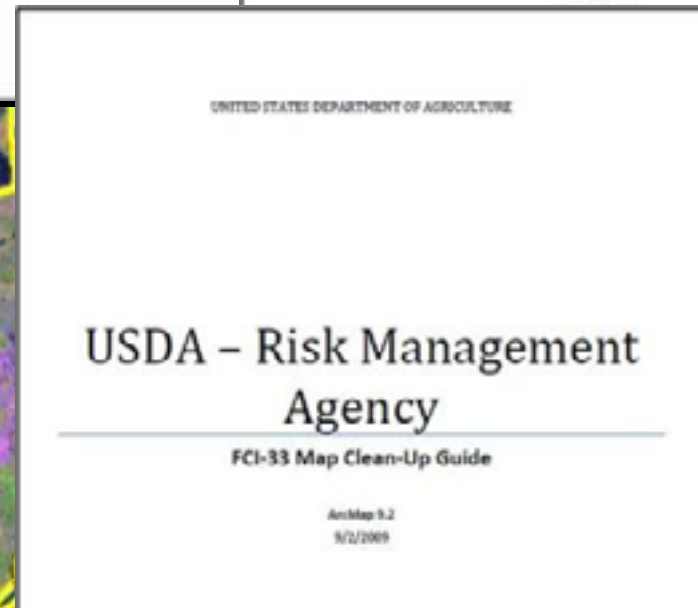 UNITED STATES DEPARTMENT OF AGRICULTURE
USDA – Risk Management
Agency
FCI-33 Map Clean-Up Guide
ArcMap 9.2
9/2/2009